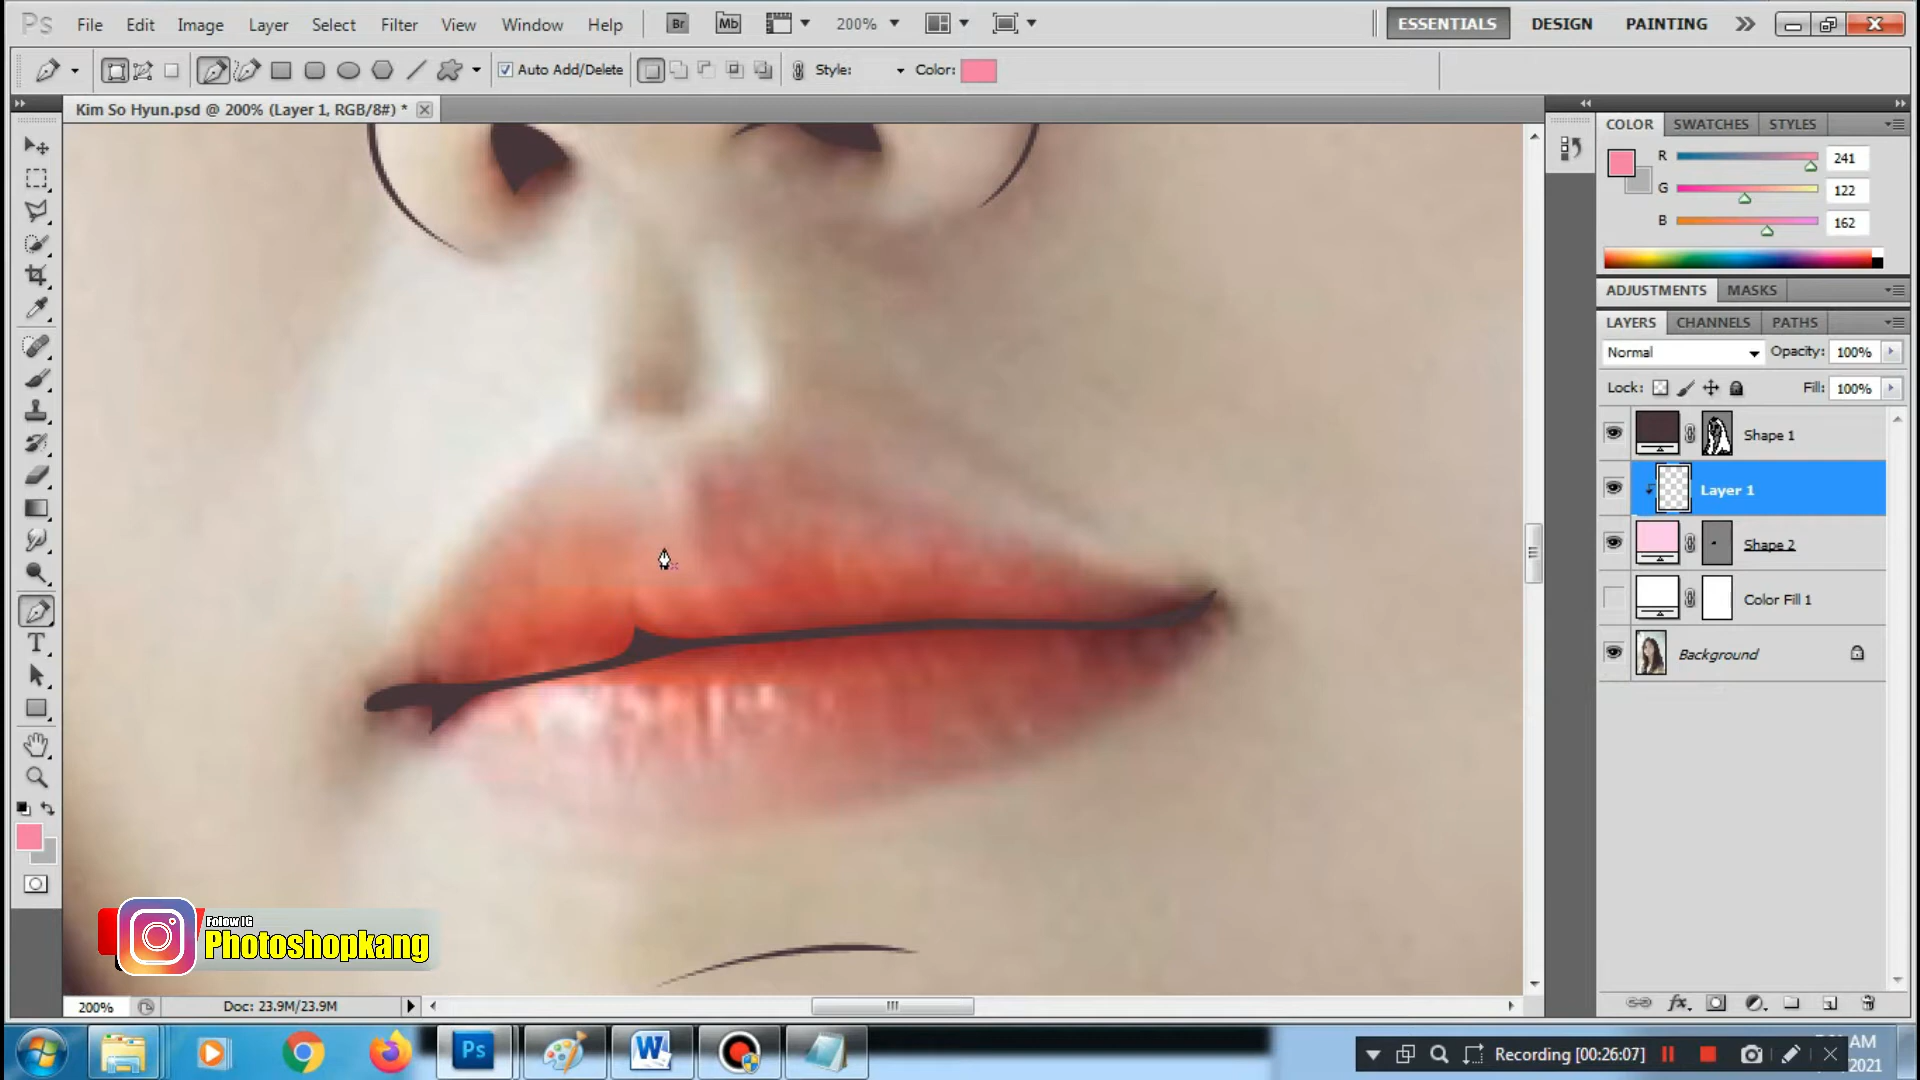 Ps File Edit Image Layer Select Filter View Window Help Br Mb 200% ESSENTIALS DESIGN PAINTING
Auto Add/Delete Style: Color:
Kim So Hyun.psd @ 200% (Layer 1, RGB/8#) *
COLOR SWATCHES STYLES
R 241
G 122
B 162
ADJUSTMENTS MASKS
LAYERS CHANNELS PATHS
Normal Opacity: 100%
Lock: Fill: 100%
Shape 1
Layer 1
Shape 2
Color Fill 1
Background
T
Folow IG
Photoshopkang
200% Doc: 23.9M/23.9M
fx
Ps W
Recording [00:26:07]
AM
2021